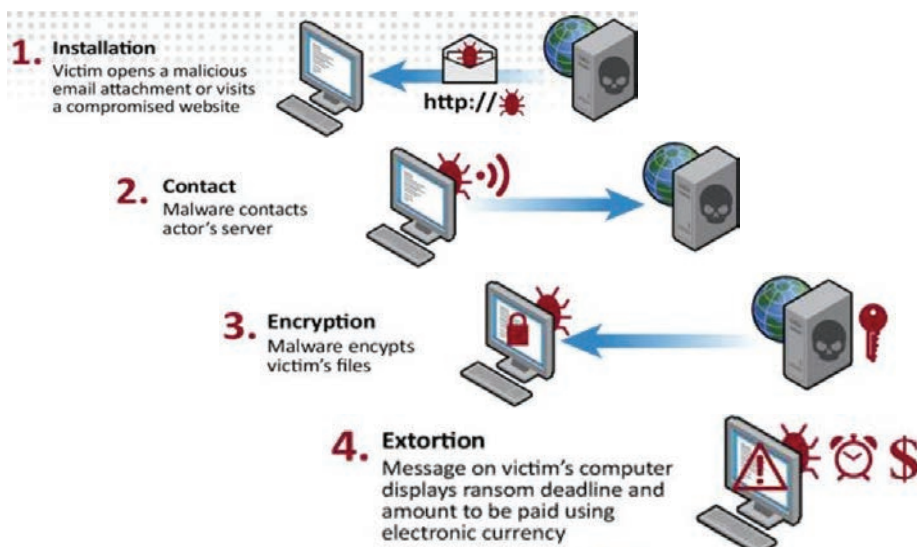 1. Installation
Victim opens a malicious
email attachment or visits
a compromised website
http://
2. Contact
Malware contacts
actor's server
3. Encryption
Malware encypts
victim's files
4. Extortion
Message on victim's computer
displays ransom deadline and
amount to be paid using
electronic currency
$